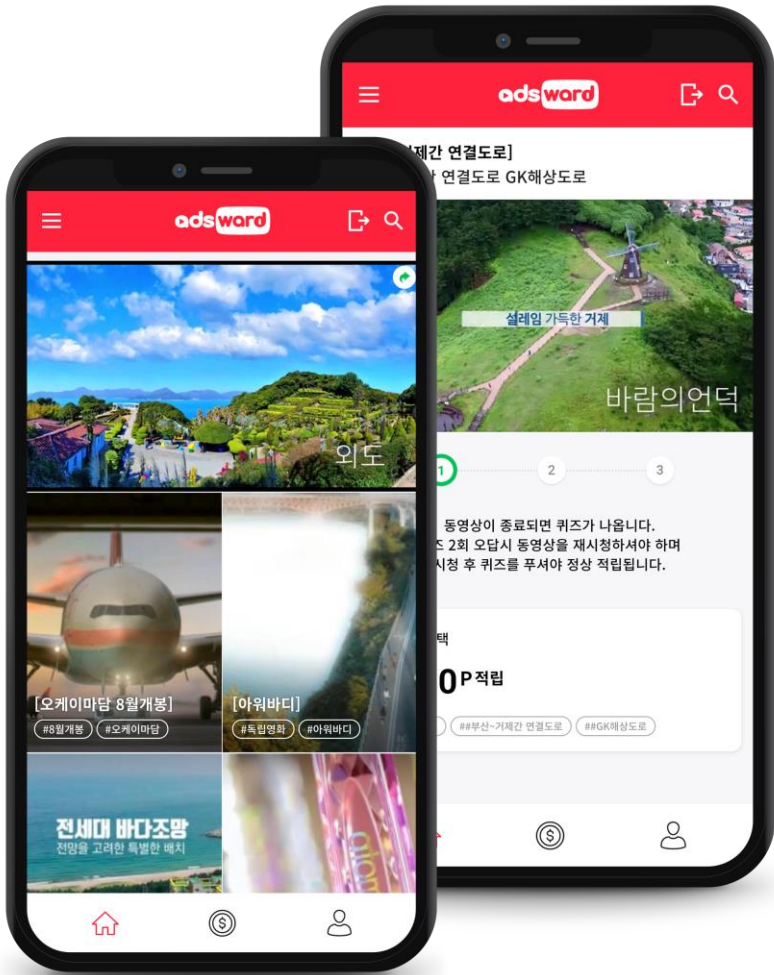 adsward
외도
[오케이마담 8월개봉]
#8월개봉 #오케이마담
[아워바디]
#독립영화 #아워바디
전세대 바다조망
전망을 고려한 특별한 배치
adsward
연결도로]
연결도로 GK해상도로
설레임 가득한 거제
바람의언덕
1 2 3
동영상이 종료되면 퀴즈가 나옵니다.
2회 오답시 동영상을 재시청하셔야 하며
시청 후 퀴즈를 푸셔야 정상 적립됩니다.
0 P 적립
##부산~거제간 연결도로 ##GK해상도로